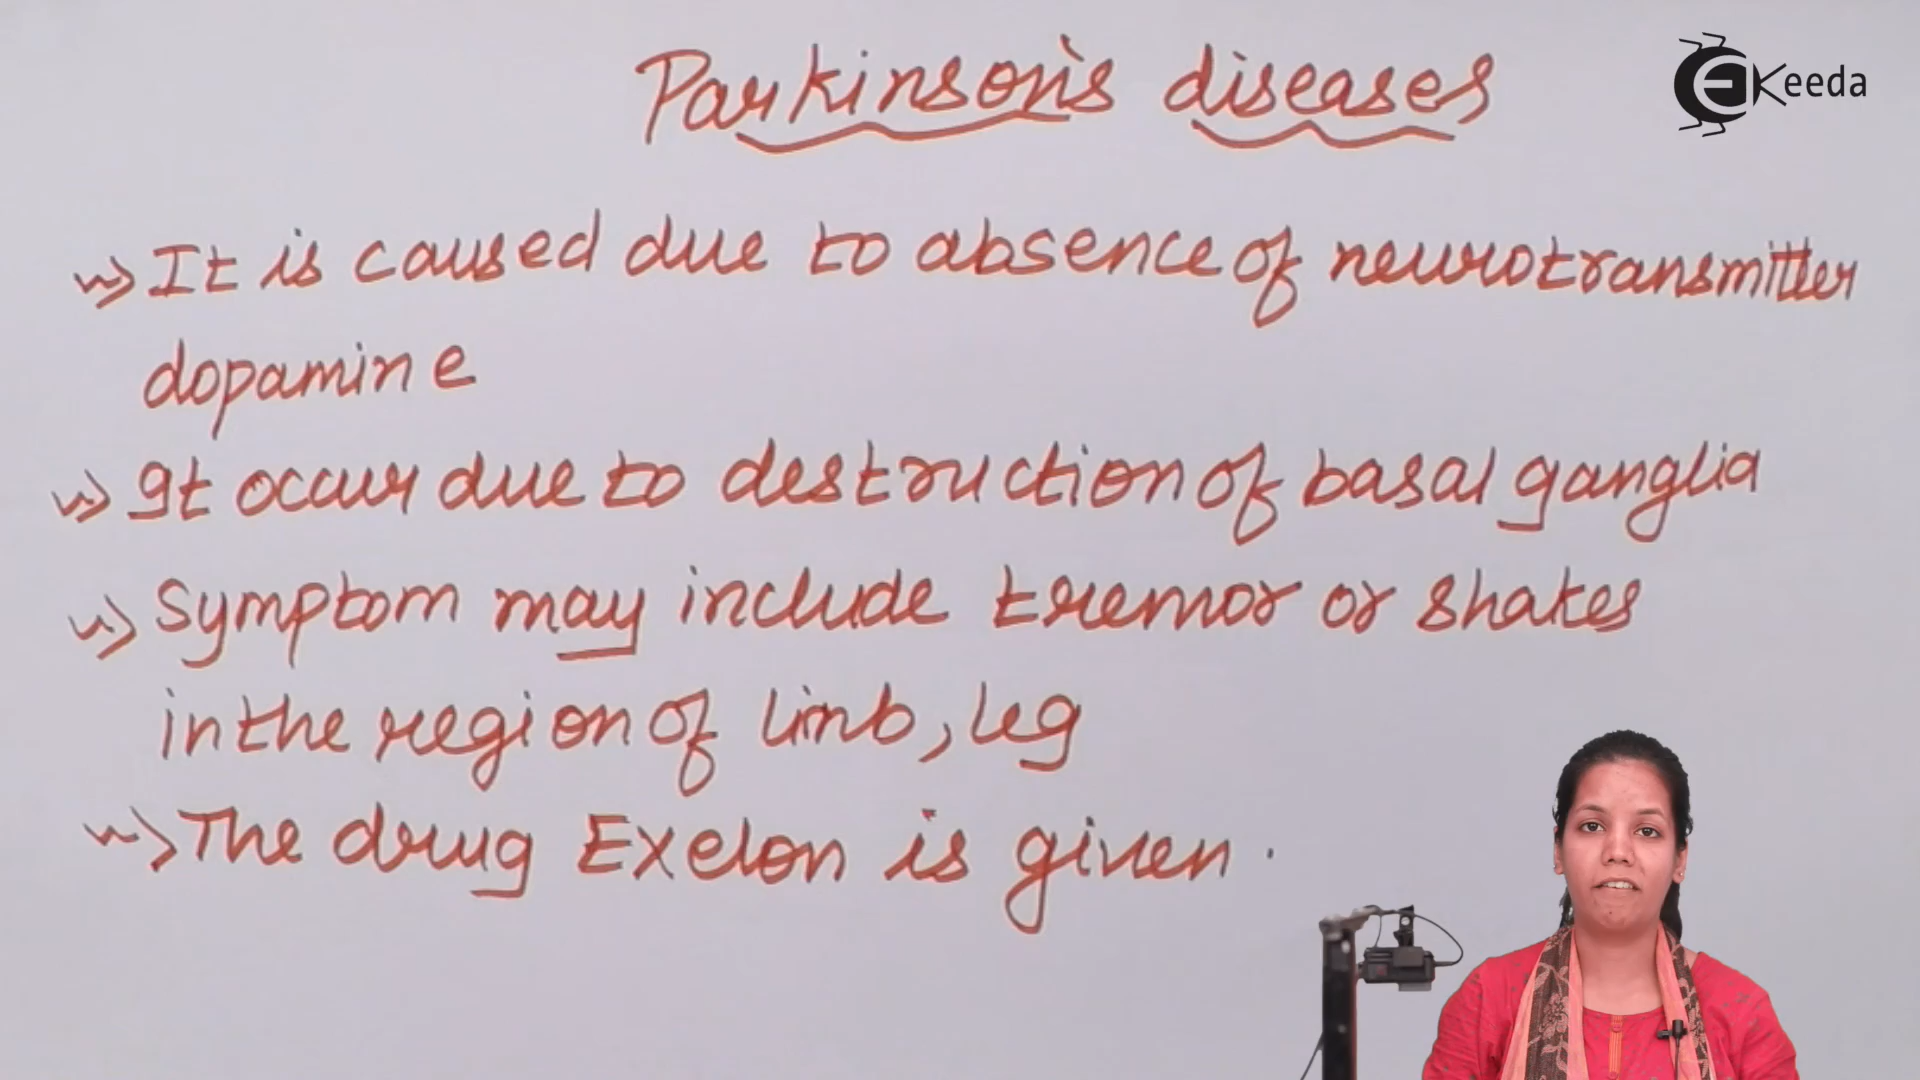 Parkinson's diseases
EKeeda
It is caused due to absence of neurotransmitter
dopamine
It occur due to destruction of basal ganglia
Symptom may include tremor or shakes
in the region of limb, leg
The drug Exelon is given.